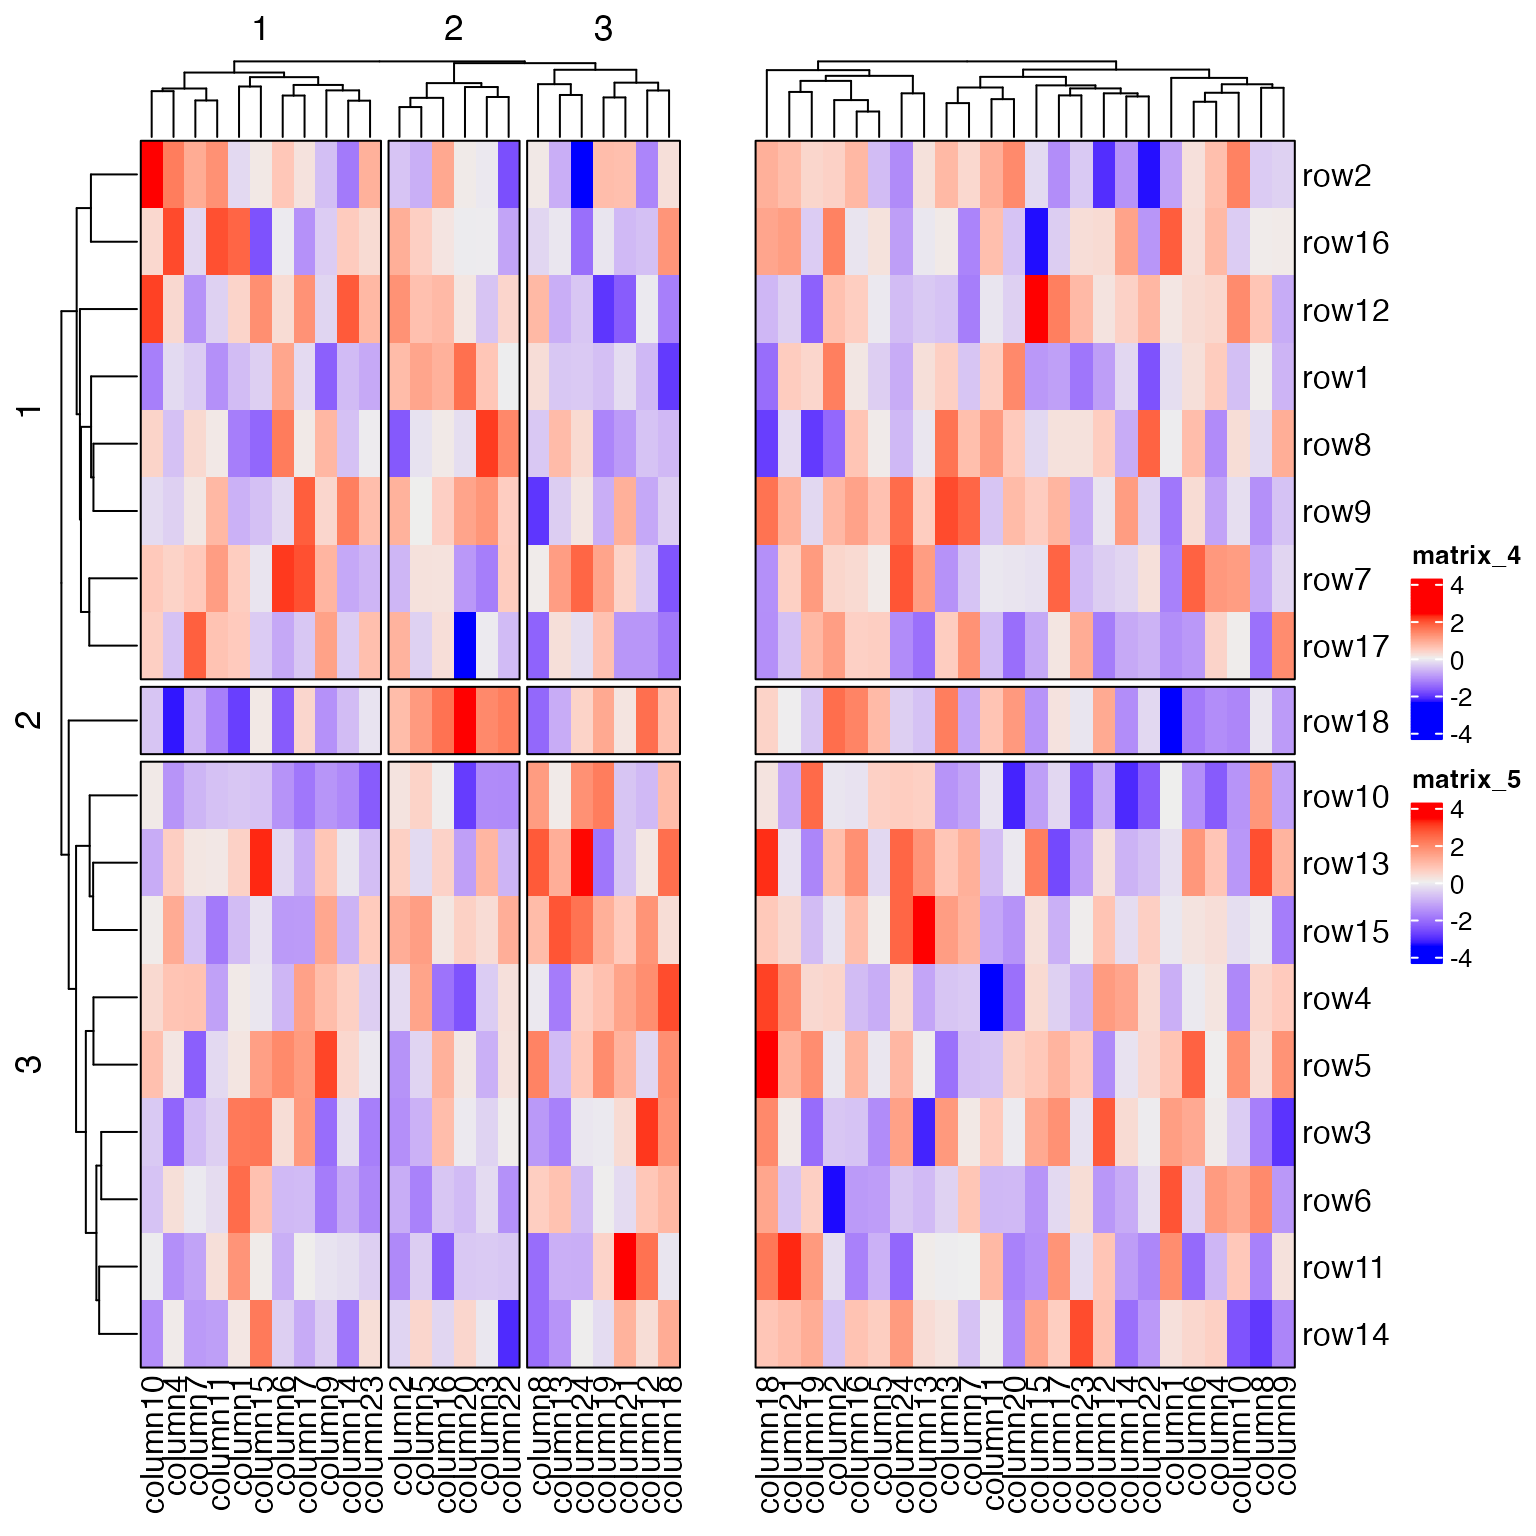 1
2
3
1
2
3
row2
row16
row12
row1
row8
row9
row7
row17
row18
row10
row13
row15
row4
row5
row3
row6
row11
row14
matrix_4
4
2
0
-2
-4
matrix_5
4
2
0
-2
-4
column10
column4
column7
column11
column1
column15
column6
column17
column9
column14
column23
column2
column5
column16
column20
column3
column22
column8
column13
column24
column19
column21
column12
column18
column18
column21
column19
column2
column16
column5
column24
column13
column3
column7
column11
column20
column15
column17
column23
column12
column14
column22
column1
column6
column4
column10
column8
column9